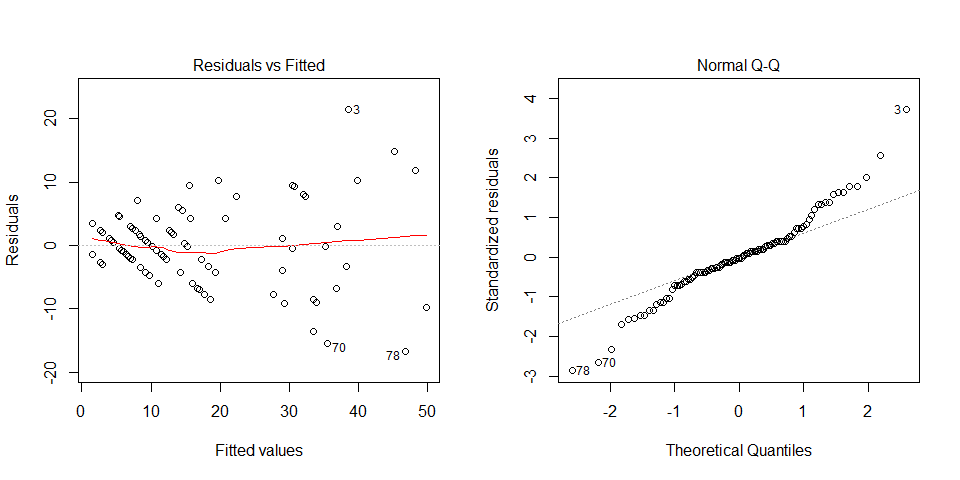 Residuals vs Fitted
Residuals
20
10
0
-10
-20
3
70
78
0 10 20 30 40 50
Fitted values
Normal Q-Q
Standardized residuals
4
3
2
1
0
-1
-2
-3
3
70
78
-2 -1 0 1 2
Theoretical Quantiles